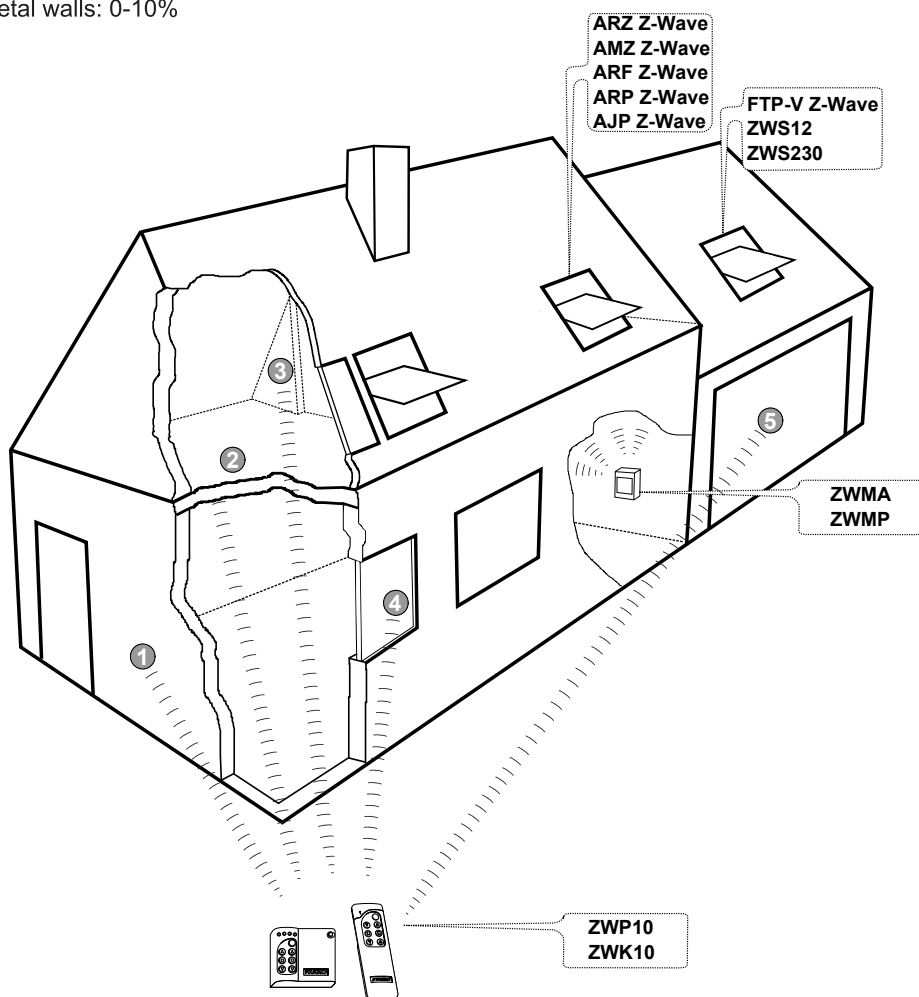 etal walls: 0-10%
ARZ Z-Wave
AMZ Z-Wave
ARF Z-Wave
ARP Z-Wave
AJP Z-Wave
FTP-V Z-Wave
ZWS12
ZWS230
3
2
5
ZWMA
ZWMP
4
1
ZWP10
ZWK10